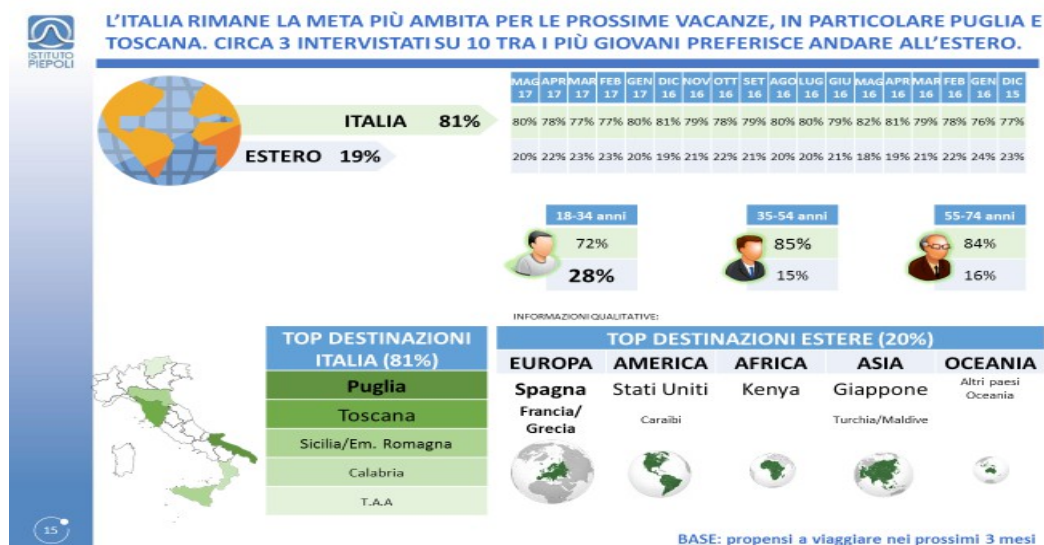 L'ITALIA RIMANE LA META PIÙ AMBITA PER LE PROSSIME VACANZE, IN PARTICOLARE PUGLIA E
TOSCANA. CIRCA 3 INTERVISTATI SU 10 TRA I PIÙ GIOVANI PREFERISCE ANDARE ALL'ESTERO.
ISTITUTO
PIEPOLI
MAG APR MAR FEB GEN DIC NOV OTT SET AGO LUG GIU MAG APR MAR FEB GEN DIC
17 17 17 17 17 16 16 16 16 16 16 16 16 16 16 16 16 15
ITALIA 81% 80% 78% 77% 77% 80% 81% 79% 78% 79% 80% 80% 79% 82% 81% 79% 78% 76% 77%
ESTERO 19% 20% 22% 23% 23% 20% 19% 21% 22% 21% 20% 20% 21% 18% 19% 21% 22% 24% 23%
18-34 anni 35-54 anni 55-74 anni
72% 85% 84%
28% 15% 16%
INFORMAZIONI QUALITATIVE:
TOP DESTINAZIONI
ITALIA (81%)
Puglia
Toscana
Sicilia/Em. Romagna
Calabria
T.A.A
TOP DESTINAZIONI ESTERE (20%)
EUROPA AMERICA AFRICA ASIA OCEANIA
Spagna Stati Uniti Kenya Giappone Altri paesi
Oceania
Francia/
Grecia Caraibi Turchia/Maldive
15
BASE: propensi a viaggiare nei prossimi 3 mesi